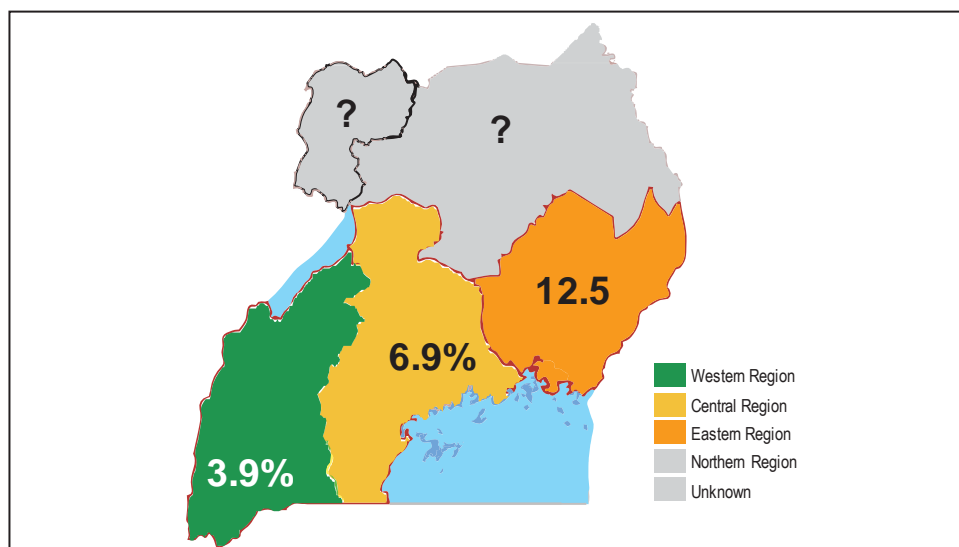 ?
?
12.5
6.9%
3.9%
Western Region
Central Region
Eastern Region
Northern Region
Unknown